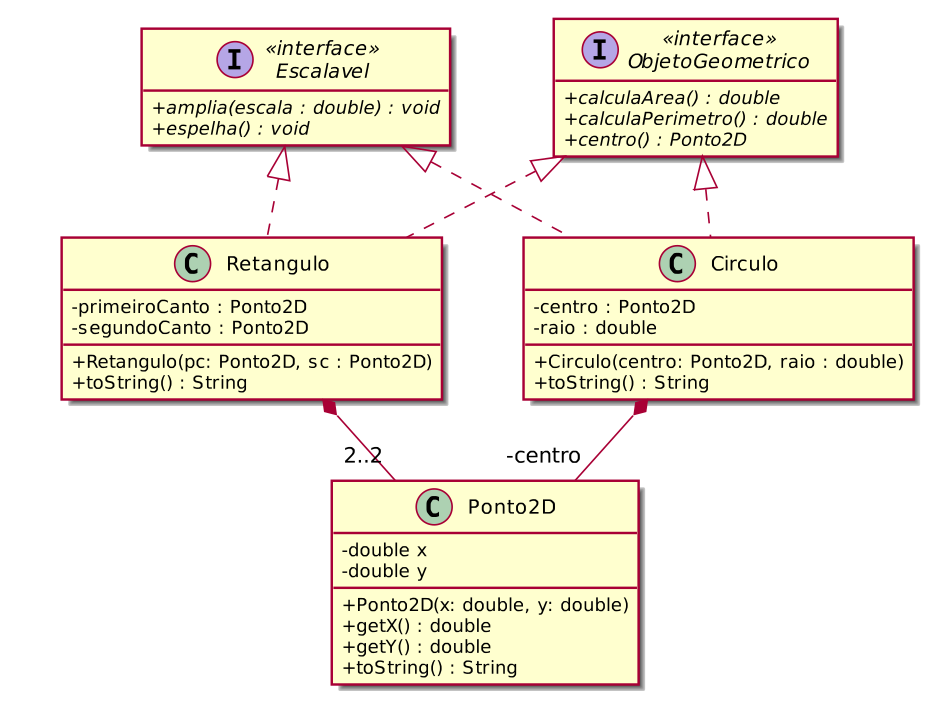 I
«interface»
Escalavel
+amplia(escala : double) : void
+espelha() : void
I
«interface»
ObjetoGeometrico
+calculaArea() : double
+calculaPerimetro() : double
+centro() : Ponto2D
C
Retangulo
-primeiroCanto : Ponto2D
-segundoCanto : Ponto2D
+Retangulo(pc: Ponto2D, sc : Ponto2D)
+toString() : String
C
Circulo
-centro : Ponto2D
-raio : double
+Circulo(centro: Ponto2D, raio : double)
+toString() : String
2..2
-centro
C
Ponto2D
-double x
-double y
+Ponto2D(x: double, y: double)
+getX() : double
+getY() : double
+toString() : String